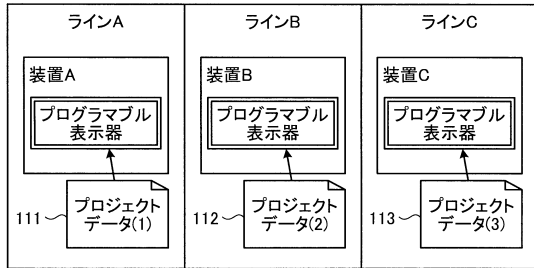 ラインA
装置A
プログラマブル
表示器
111
プロジェクト
データ(1)
ラインB
装置B
プログラマブル
表示器
112
プロジェクト
データ(2)
ラインC
装置C
プログラマブル
表示器
113
プロジェクト
データ(3)